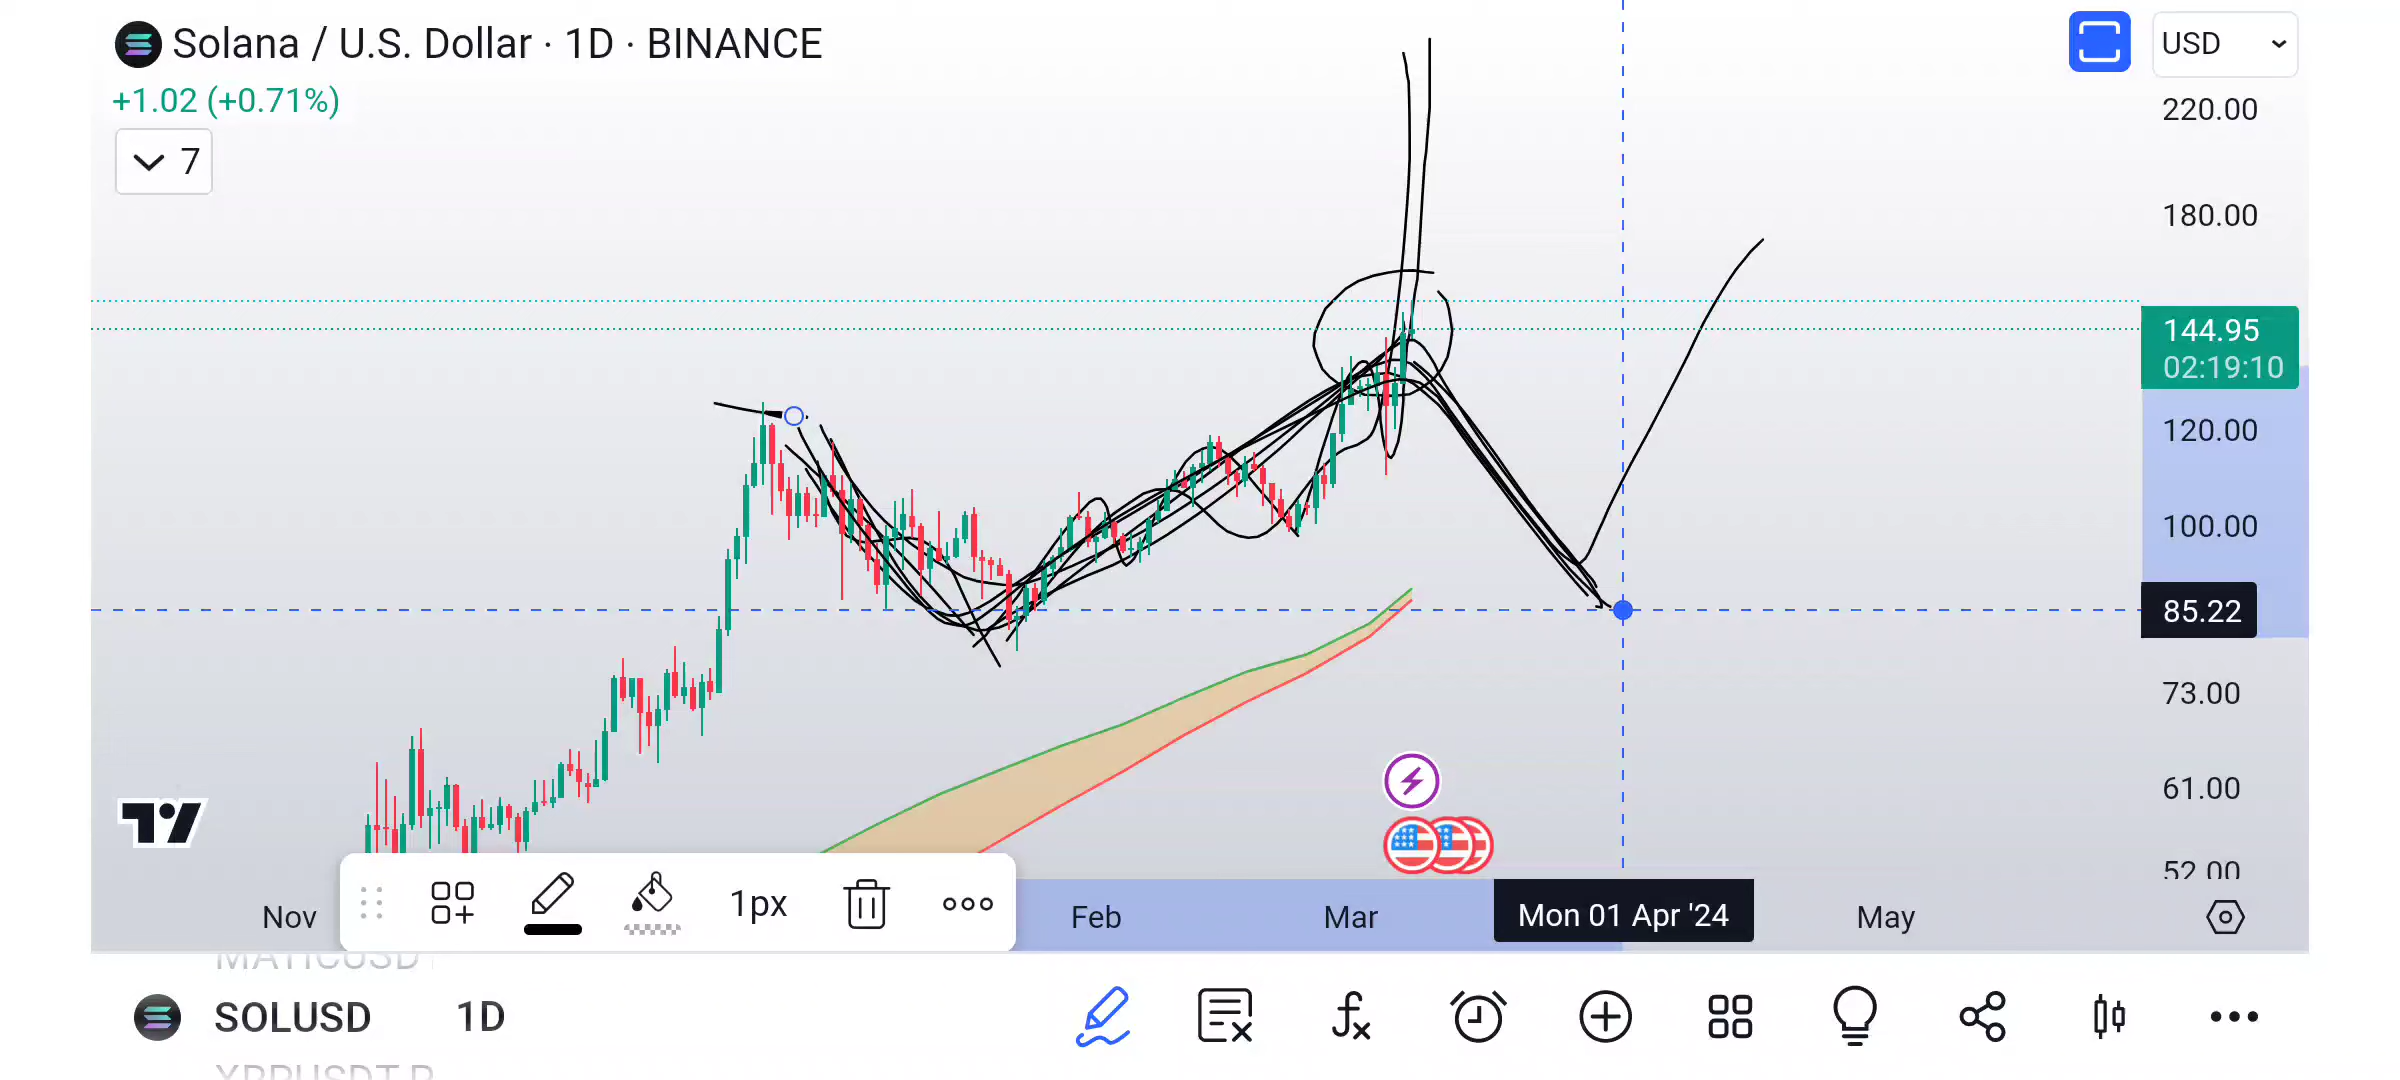 Solana / U.S. Dollar · 1D · BINANCE
+1.02 (+0.71%)
7
USD
220.00
180.00
144.95
02:19:10
120.00
100.00
85.22
73.00
61.00
52.00
1px
Nov
Feb
Mar
Mon 01 Apr '24
May
MATICUSD
SOLUSD 1D